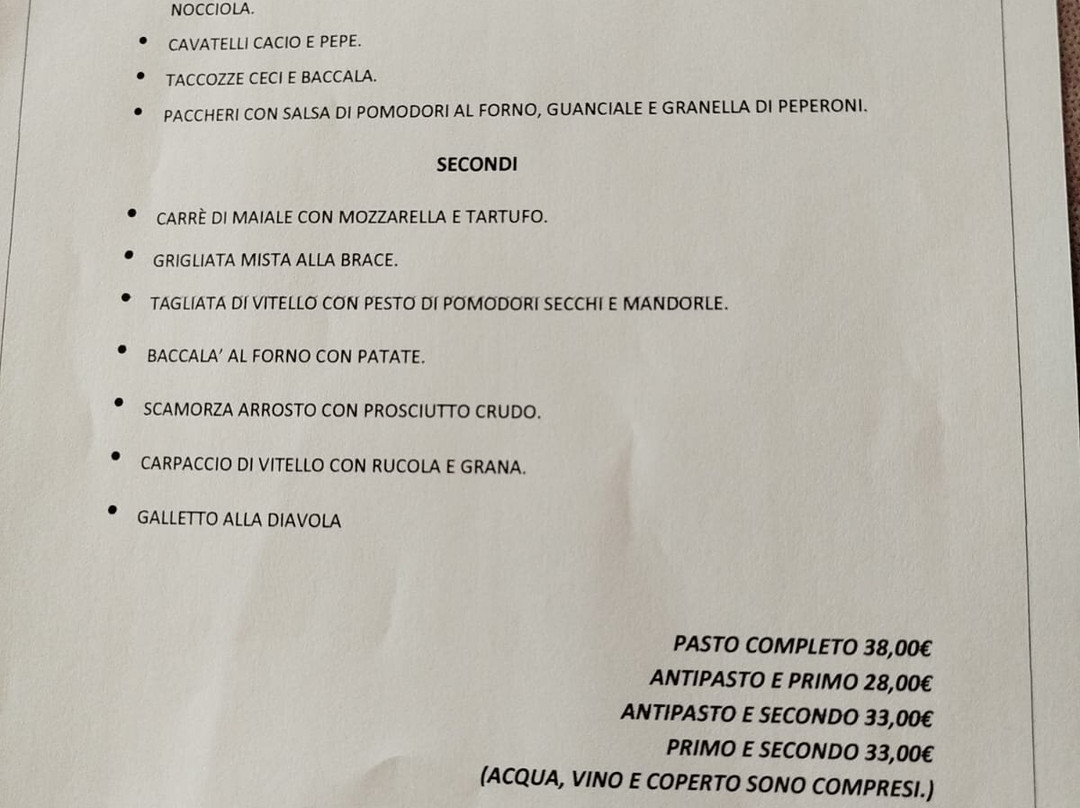 NOCCIOLA.
• CAVATELLI CACIO E PEPE.
• TACCOZZE CECI E BACCALA.
• PACCHERI CON SALSA DI POMODORI AL FORNO, GUANCIALE E GRANELLA DI PEPERONI.
SECONDI
• CARRÈ DI MAIALE CON MOZZARELLA E TARTUFO.
• GRIGLIATA MISTA ALLA BRACE.
• TAGLIATA DI VITELLO CON PESTO DI POMODORI SECCHI E MANDORLE.
• BACCALA’ AL FORNO CON PATATE.
• SCAMORZA ARROSTO CON PROSCIUTTO CRUDO.
• CARPACCIO DI VITELLO CON RUCOLA E GRANA.
• GALLETTO ALLA DIAVOLA
PASTO COMPLETO 38,00€
ANTIPASTO E PRIMO 28,00€
ANTIPASTO E SECONDO 33,00€
PRIMO E SECONDO 33,00€
(ACQUA, VINO E COPERTO SONO COMPRESI.)